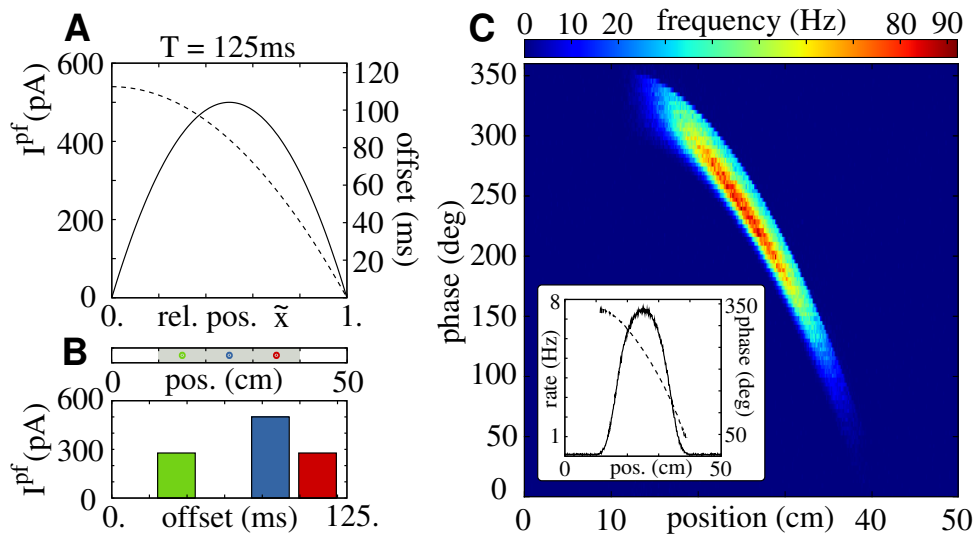 A
T = 125ms
600
400
200
0
I^pf (pA)
120
100
80
60
40
20
offset (ms)
0.
rel. pos. x̃
1.
B
0
pos. (cm)
50
600
300
0
I^pf (pA)
0.
offset (ms)
125.
C
0
10
20
frequency (Hz)
80
90
350
300
250
200
150
100
50
0
phase (deg)
0
10
position (cm)
40
50
8
1
rate (Hz)
350
50
phase (deg)
0
pos. (cm)
50